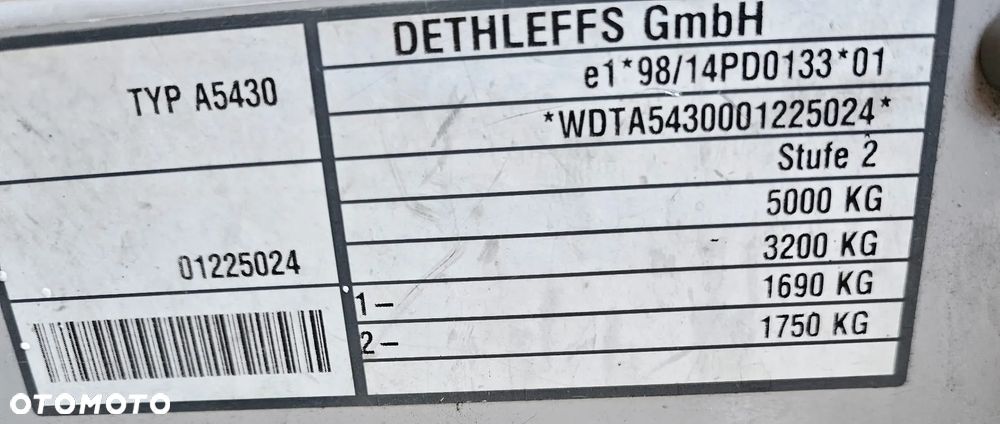 DETHLEFFS GmbH
TYP A5430
e1*98/14PD0133*01
*WDTA5430001225024*
Stufe 2
5000 KG
01225024
3200 KG
1– 1690 KG
2– 1750 KG
OTOMOTO